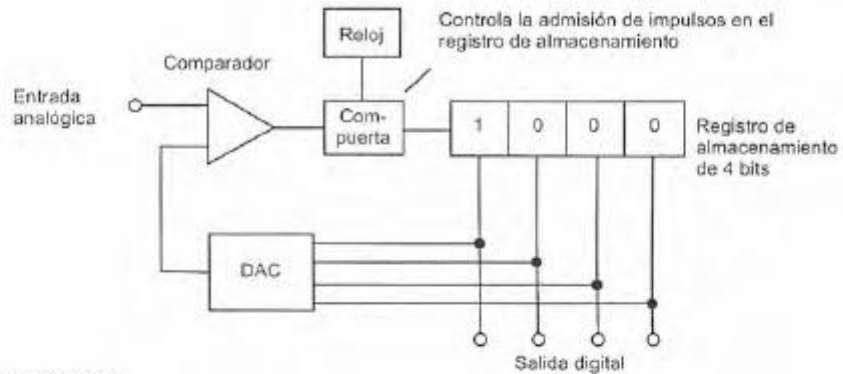 Controla la admisión de impulsos en el
registro de almacenamiento
Reloj
Comparador
Entrada
analógica
Com-
puerta
1 0 0 0
Registro de
almacenamiento
de 4 bits
DAC
Salida digital